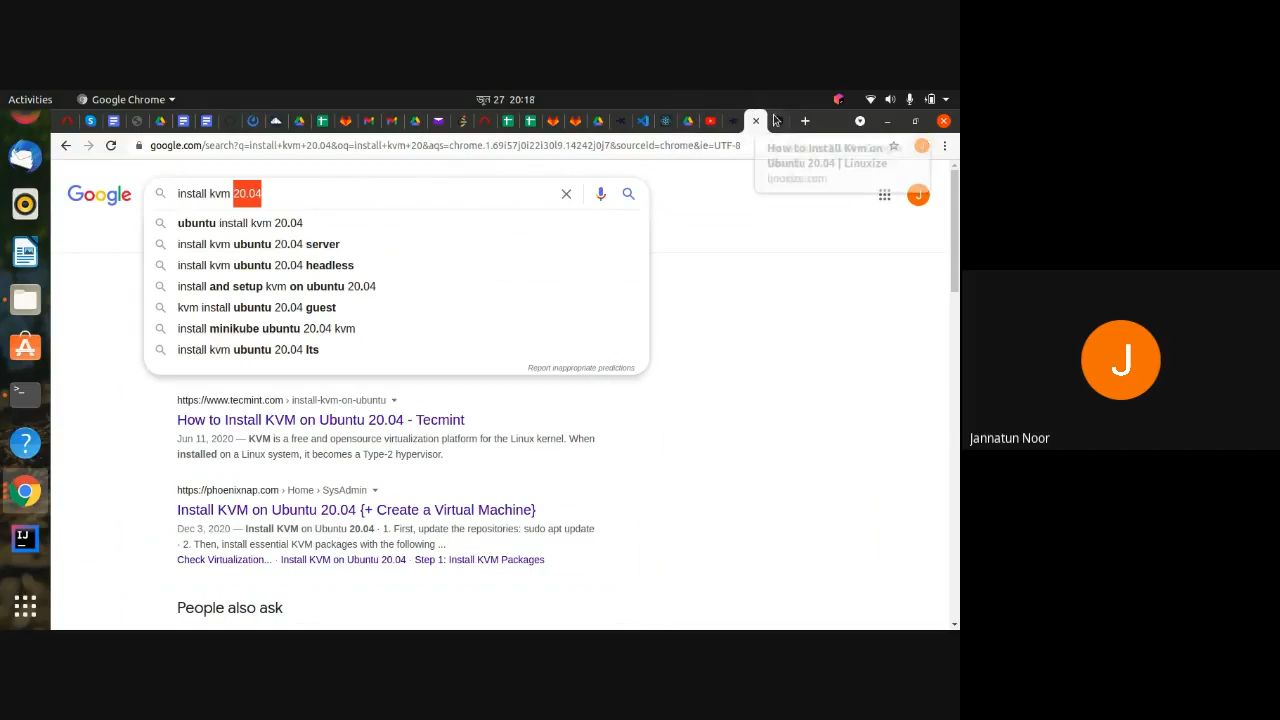 Activities
Google Chrome
जून 27 20:18
google.com/search?q=install+kvm+20.04&oq=install+kvm+20&aqs=chrome.1.69i57j0i22i30l9.14242j0j7&sourceid=chrome&ie=UTF-8
How to Install Kvm on
Ubuntu 20.04 | Linuxize
linuxize.com
Google
install kvm 20.04
J
ubuntu install kvm 20.04
install kvm ubuntu 20.04 server
install kvm ubuntu 20.04 headless
install and setup kvm on ubuntu 20.04
kvm install ubuntu 20.04 guest
install minikube ubuntu 20.04 kvm
install kvm ubuntu 20.04 lts
Report inappropriate predictions
https://www.tecmint.com › install-kvm-on-ubuntu
How to Install KVM on Ubuntu 20.04 - Tecmint
Jun 11, 2020 — KVM is a free and opensource virtualization platform for the Linux kernel. When
installed on a Linux system, it becomes a Type-2 hypervisor.
https://phoenixnap.com › Home › SysAdmin
Install KVM on Ubuntu 20.04 {+ Create a Virtual Machine}
Dec 3, 2020 — Install KVM on Ubuntu 20.04 · 1. First, update the repositories: sudo apt update
· 2. Then, install essential KVM packages with the following ...
Check Virtualization... · Install KVM on Ubuntu 20.04 · Step 1: Install KVM Packages
People also ask
J
Jannatun Noor